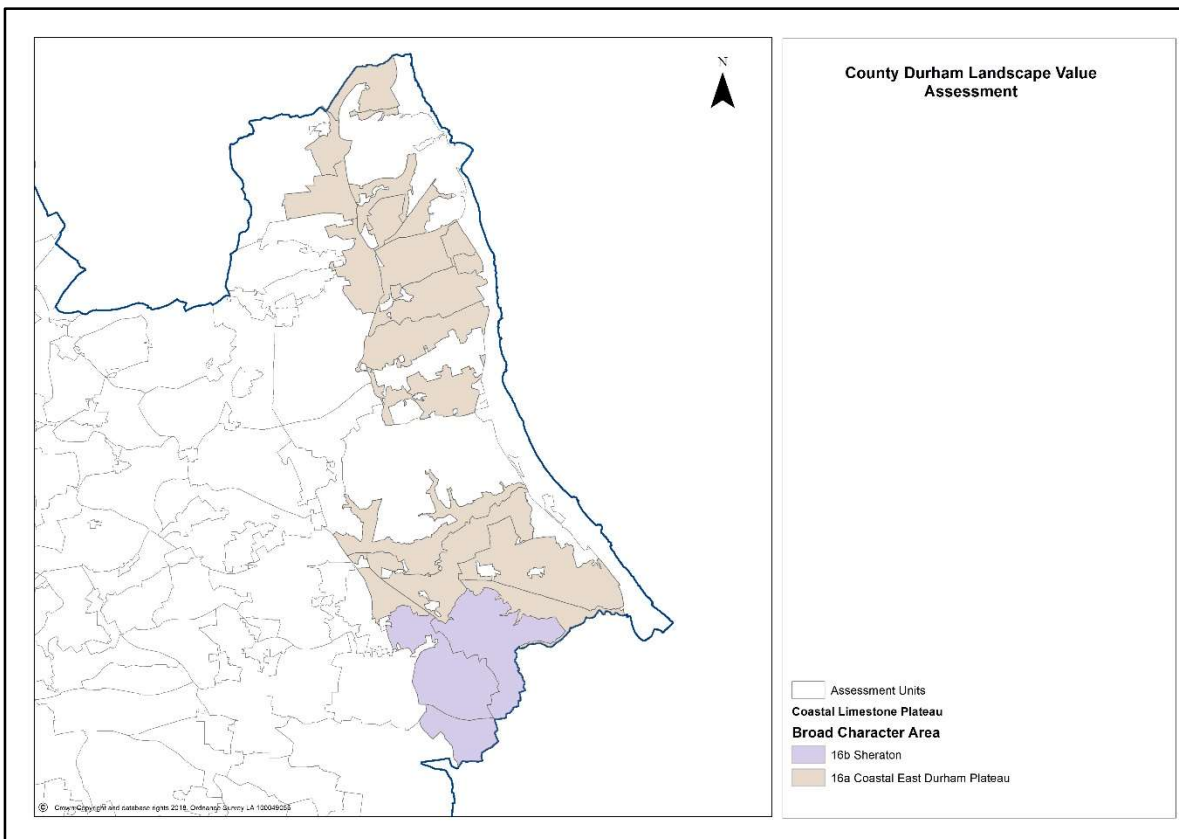 County Durham Landscape Value
Assessment
N
Assessment Units
Coastal Limestone Plateau
Broad Character Area
16b Sheraton
16a Coastal East Durham Plateau
© Crown Copyright and database rights 2018. Ordnance Survey LA 100049055